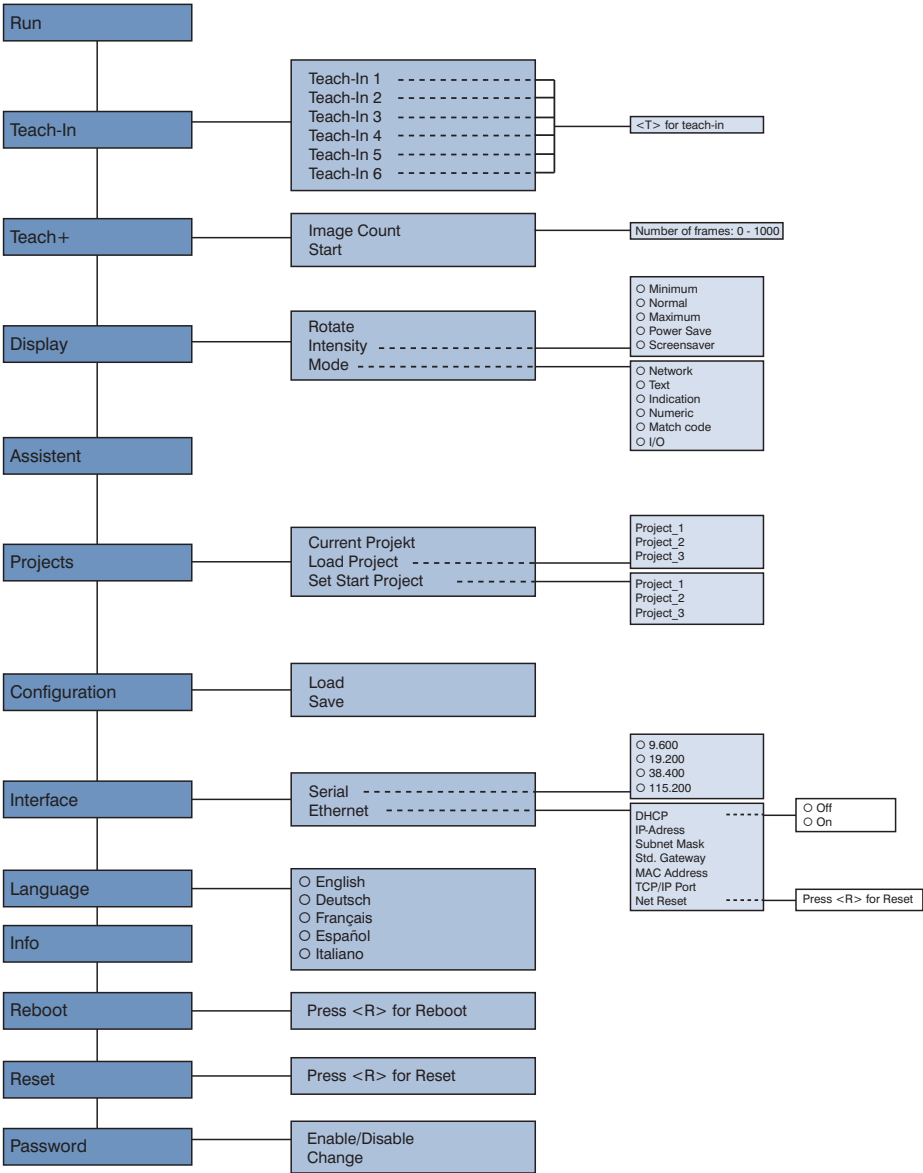 Run
Teach-In
Teach-In 1
Teach-In 2
Teach-In 3
Teach-In 4
Teach-In 5
Teach-In 6
<T> for teach-in
Teach+
Image Count
Start
Number of frames: 0 - 1000
Display
Rotate
Intensity
Mode
Minimum
Normal
Maximum
Power Save
Screensaver
Network
Text
Indication
Numeric
Match code
I/O
Assistent
Projects
Current Projekt
Load Project
Set Start Project
Project_1
Project_2
Project_3
Project_1
Project_2
Project_3
Configuration
Load
Save
Interface
Serial
Ethernet
9.600
19.200
38.400
115.200
DHCP
IP-Adress
Subnet Mask
Std. Gateway
MAC Address
TCP/IP Port
Net Reset
Off
On
Press <R> for Reset
Language
English
Deutsch
Français
Español
Italiano
Info
Reboot
Press <R> for Reboot
Reset
Press <R> for Reset
Password
Enable/Disable
Change